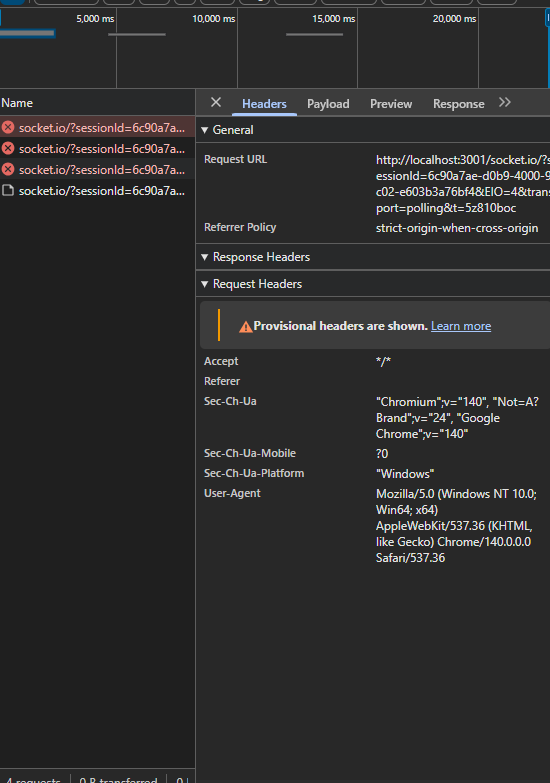 5,000 ms 10,000 ms 15,000 ms 20,000 ms
Name
Headers Payload Preview Response
socket.io/?sessionId=6c90a7a...
socket.io/?sessionId=6c90a7a...
socket.io/?sessionId=6c90a7a...
socket.io/?sessionId=6c90a7a...
General
Request URL
http://localhost:3001/socket.io/?s
essionId=6c90a7ae-d0b9-4000-9
c02-e603b3a76bf4&EIO=4&trans
port=polling&t=5z810boc
Referrer Policy
strict-origin-when-cross-origin
Response Headers
Request Headers
Provisional headers are shown. Learn more
Accept
*/*
Referer
Sec-Ch-Ua
"Chromium";v="140", "Not=A?
Brand";v="24", "Google
Chrome";v="140"
Sec-Ch-Ua-Mobile
?0
Sec-Ch-Ua-Platform
"Windows"
User-Agent
Mozilla/5.0 (Windows NT 10.0;
Win64; x64)
AppleWebKit/537.36 (KHTML,
like Gecko) Chrome/140.0.0.0
Safari/537.36
4 requests 0 B transferred